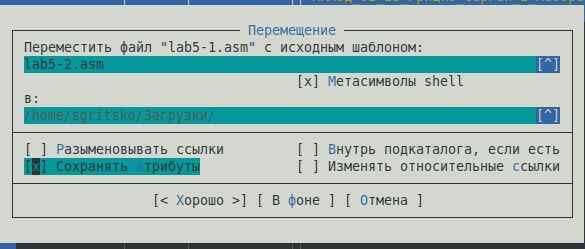 Перемещение
Переместить файл "lab5-1.asm" с исходным шаблоном:
lab5-2.asm [^]
[x] Метасимволы shell
в:
/home/sgritsko/Загрузки/ [^]
[ ] Разыменовывать ссылки [ ] Внутрь подкаталога, если есть
[x] Сохранять атрибуты [ ] Изменять относительные ссылки
[< Хорошо >] [ В фоне ] [ Отмена ]